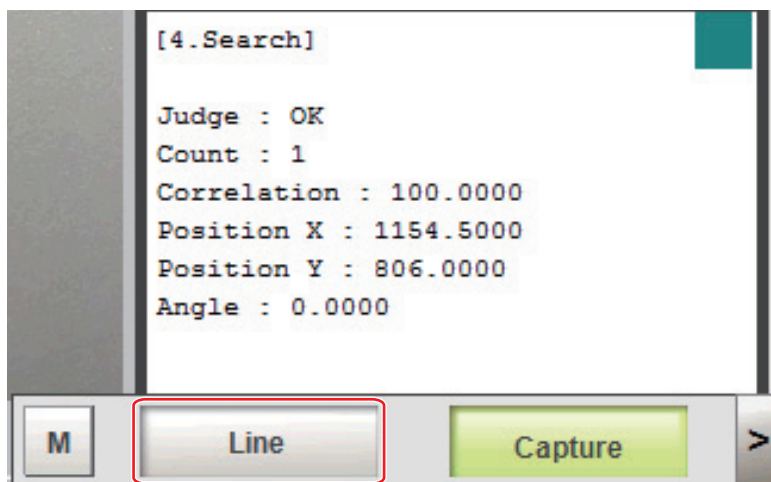 [4.Search]
Judge : OK
Count : 1
Correlation : 100.0000
Position X : 1154.5000
Position Y : 806.0000
Angle : 0.0000
M Line Capture >